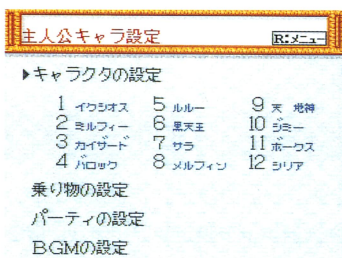 主人公キャラ設定 R:メニュー
▶キャラクタの設定
1 イクシオス 5 ルルー 9 天 地神
2 ミルフィー 6 黒天王 10 ジミー
3 カイザード 7 サラ 11 ボークス
4 バロック 8 メルフィン 12 シリア
乗り物の設定
パーティの設定
BGMの設定